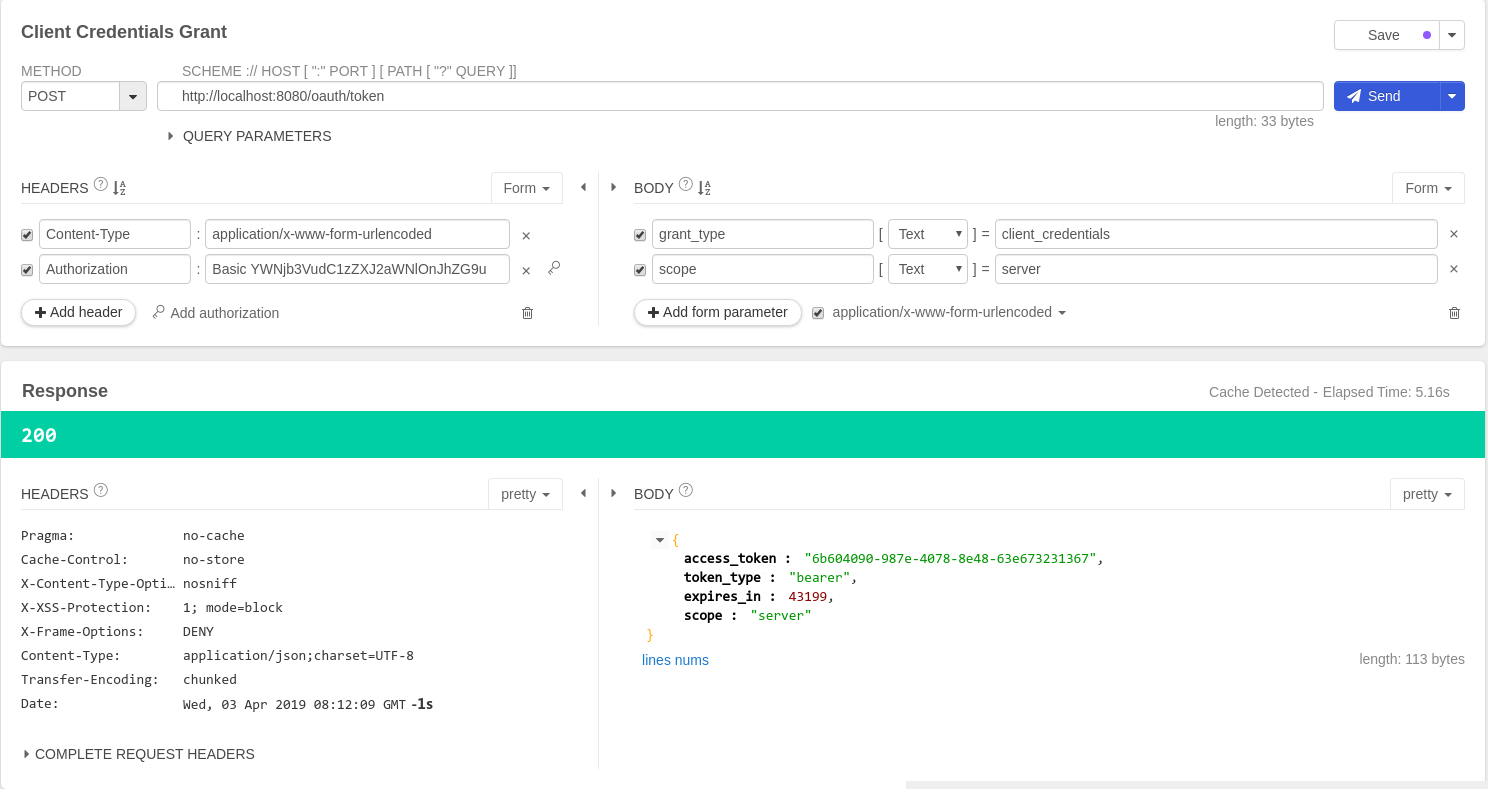 Client Credentials Grant
Save
METHOD SCHEME :// HOST [ ":" PORT ] [ PATH [ "?" QUERY ]]
POST http://localhost:8080/oauth/token Send
length: 33 bytes
QUERY PARAMETERS
HEADERS ? Form
Content-Type : application/x-www-form-urlencoded ×
Authorization : Basic YWNjb3VudC1zZXJ2aWNlOnJhZG9u ×
+ Add header Add authorization
BODY ? Form
grant_type [ Text ] = client_credentials ×
scope [ Text ] = server ×
+ Add form parameter application/x-www-form-urlencoded
Response Cache Detected - Elapsed Time: 5.16s
200
HEADERS ? pretty
Pragma: no-cache
Cache-Control: no-store
X-Content-Type-Opti… nosniff
X-XSS-Protection: 1; mode=block
X-Frame-Options: DENY
Content-Type: application/json;charset=UTF-8
Transfer-Encoding: chunked
Date: Wed, 03 Apr 2019 08:12:09 GMT -1s
COMPLETE REQUEST HEADERS
BODY ? pretty
{
access_token : "6b604090-987e-4078-8e48-63e673231367",
token_type : "bearer",
expires_in : 43199,
scope : "server"
}
lines nums length: 113 bytes